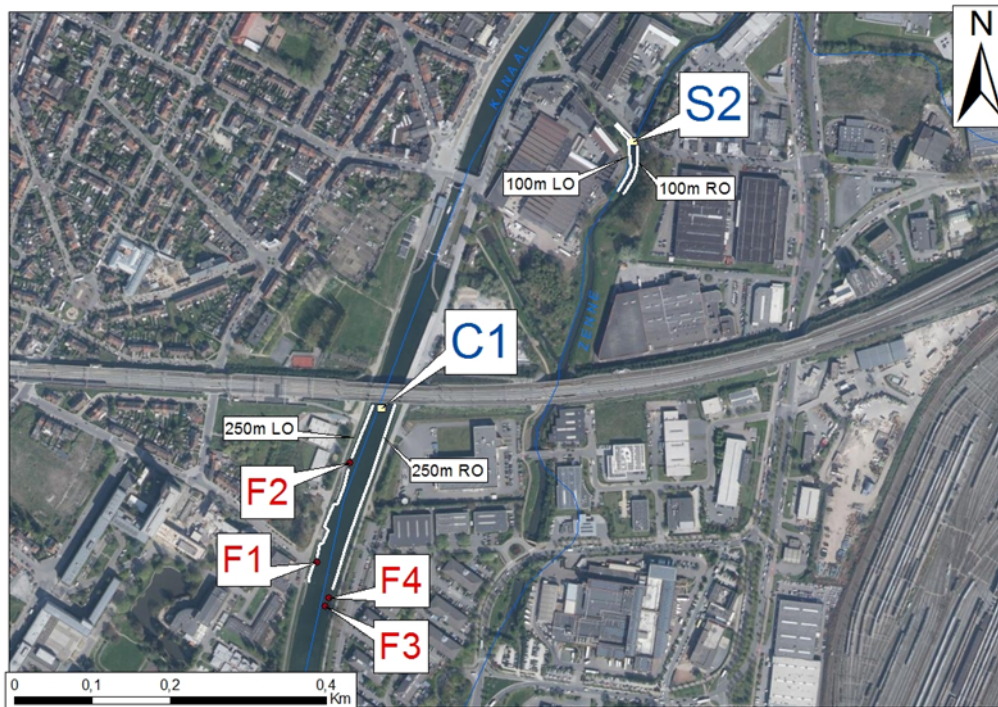 N
KANAAL
S2
100m LO
100m RO
ZENNE
C1
250m LO
250m RO
F2
F1
F4
F3
0 0,1 0,2 0,4
Km